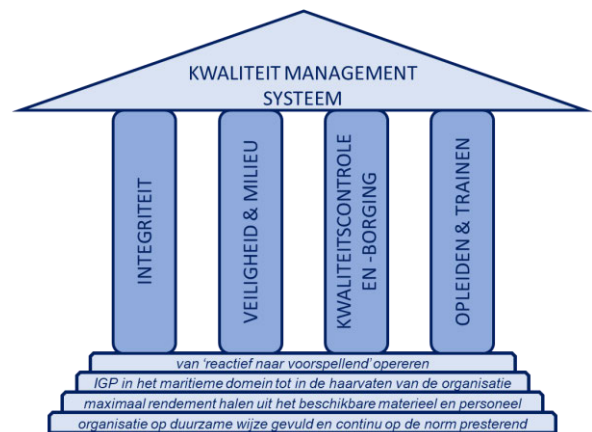 KWALITEIT MANAGEMENT
SYSTEEM
INTEGRITEIT
VEILIGHEID & MILIEU
KWALITEITSCONTROLE
EN -BORGING
OPLEIDEN & TRAINEN
van ‘reactief naar voorspellend’ opereren
IGP in het maritieme domein tot in de haarvaten van de organisatie
maximaal rendement halen uit het beschikbare materieel en personeel
organisatie op duurzame wijze gevuld en continu op de norm presterend